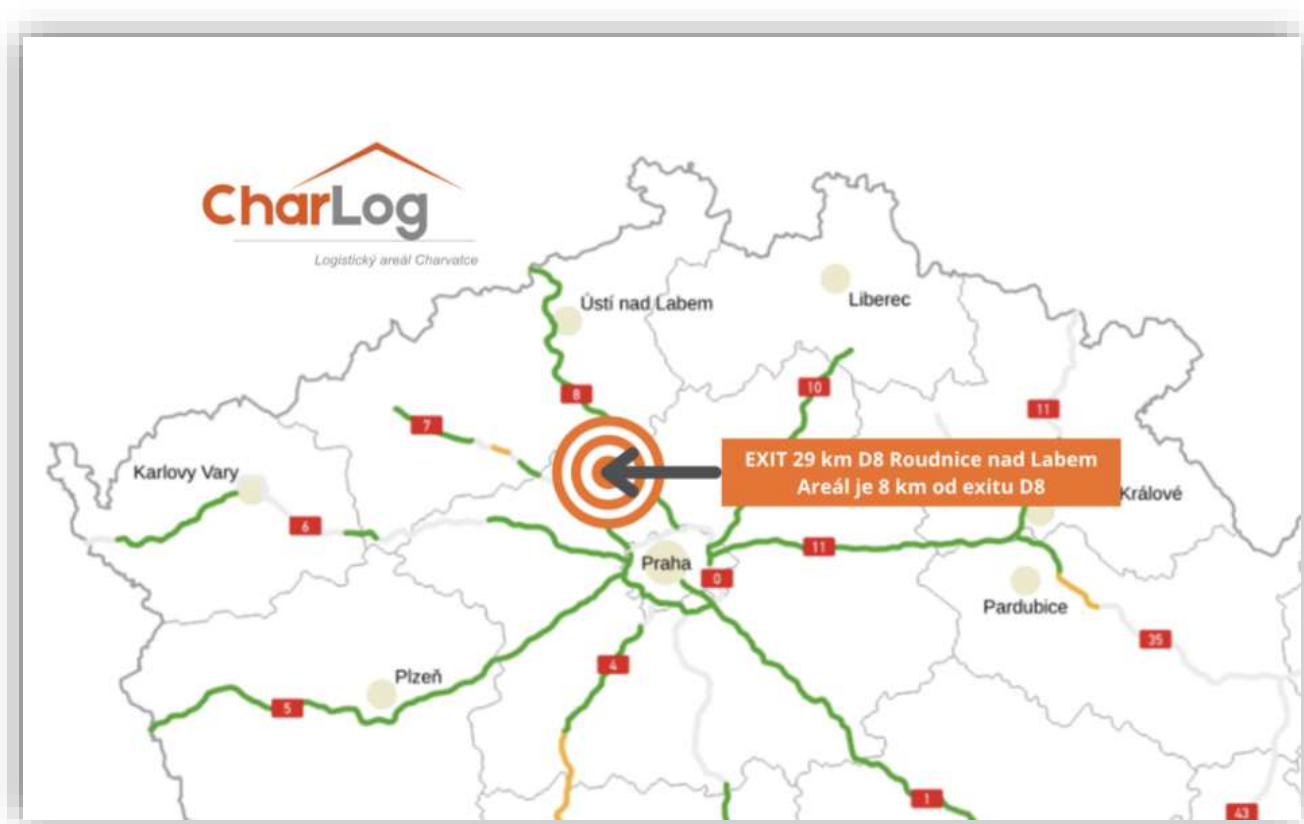 CharLog
Logistický areál Charvatce
Ústí nad Labem
Liberec
8
10
7
11
EXIT 29 km D8 Roudnice nad Labem
Areál je 8 km od exitu D8
Karlovy Vary
Králové
6
11
Praha
0
Pardubice
35
4
Plzeň
5
1
43